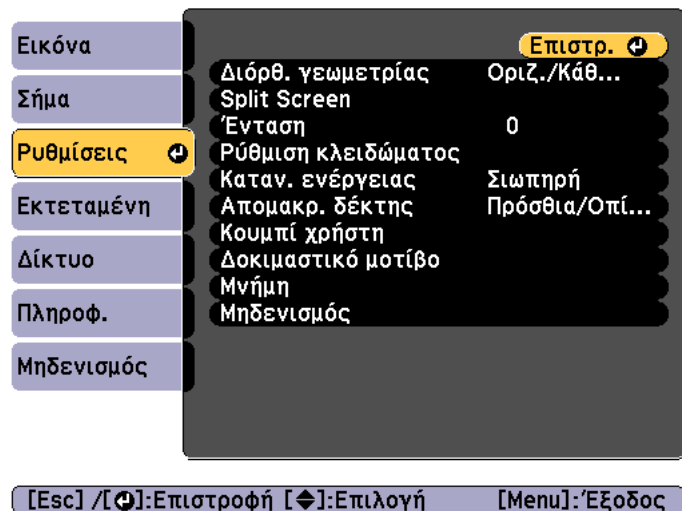 Εικόνα
Σήμα
Ρυθμίσεις
Εκτεταμένη
Δίκτυο
Πληροφ.
Μηδενισμός
Επιστρ.
Διόρθ. γεωμετρίας Οριζ./Κάθ...
Split Screen
Ένταση 0
Ρύθμιση κλειδώματος
Καταν. ενέργειας Σιωπηρή
Απομακρ. δέκτης Πρόσθια/Οπί...
Κουμπί χρήστη
Δοκιμαστικό μοτίβο
Μνήμη
Μηδενισμός
[Esc] /[⏎]:Επιστροφή [◆]:Επιλογή [Menu]:Έξοδος